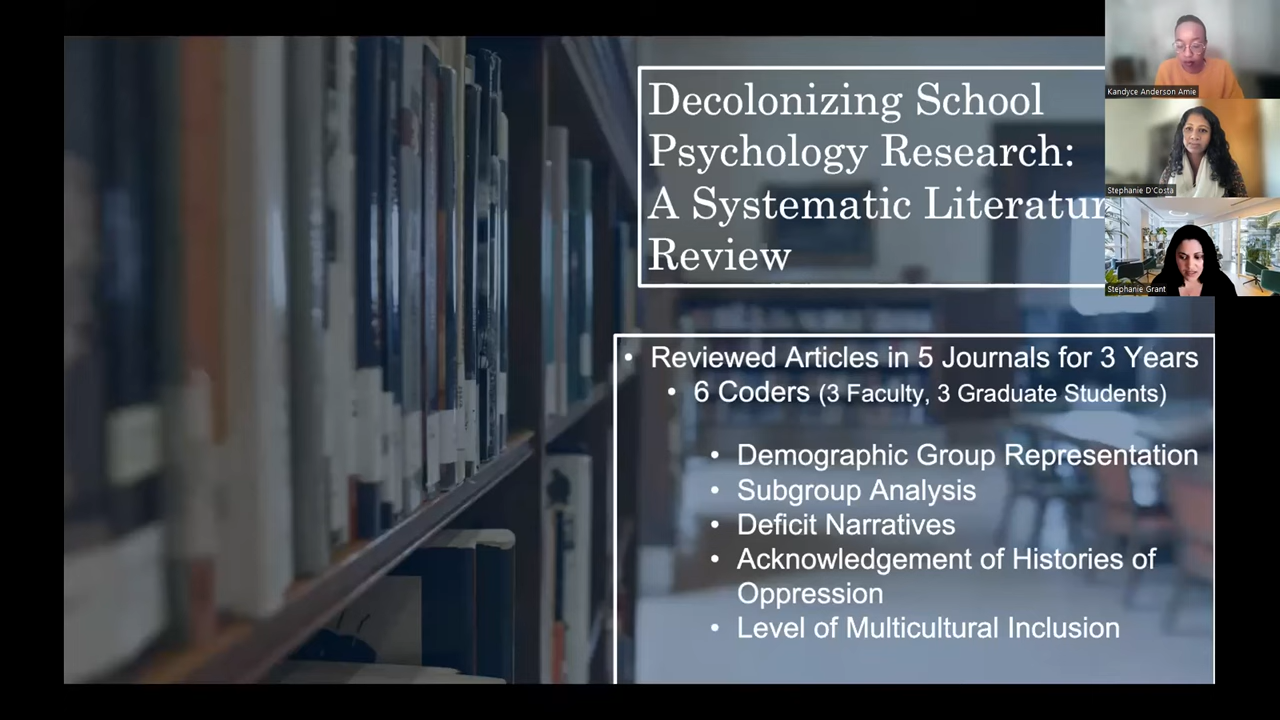 Decolonizing School
Psychology Research:
A Systematic Literatur
Review
• Reviewed Articles in 5 Journals for 3 Years
• 6 Coders (3 Faculty, 3 Graduate Students)
• Demographic Group Representation
• Subgroup Analysis
• Deficit Narratives
• Acknowledgement of Histories of
Oppression
• Level of Multicultural Inclusion
Kandyce Anderson Amie
Stephanie D'Costa
Stephanie Grant